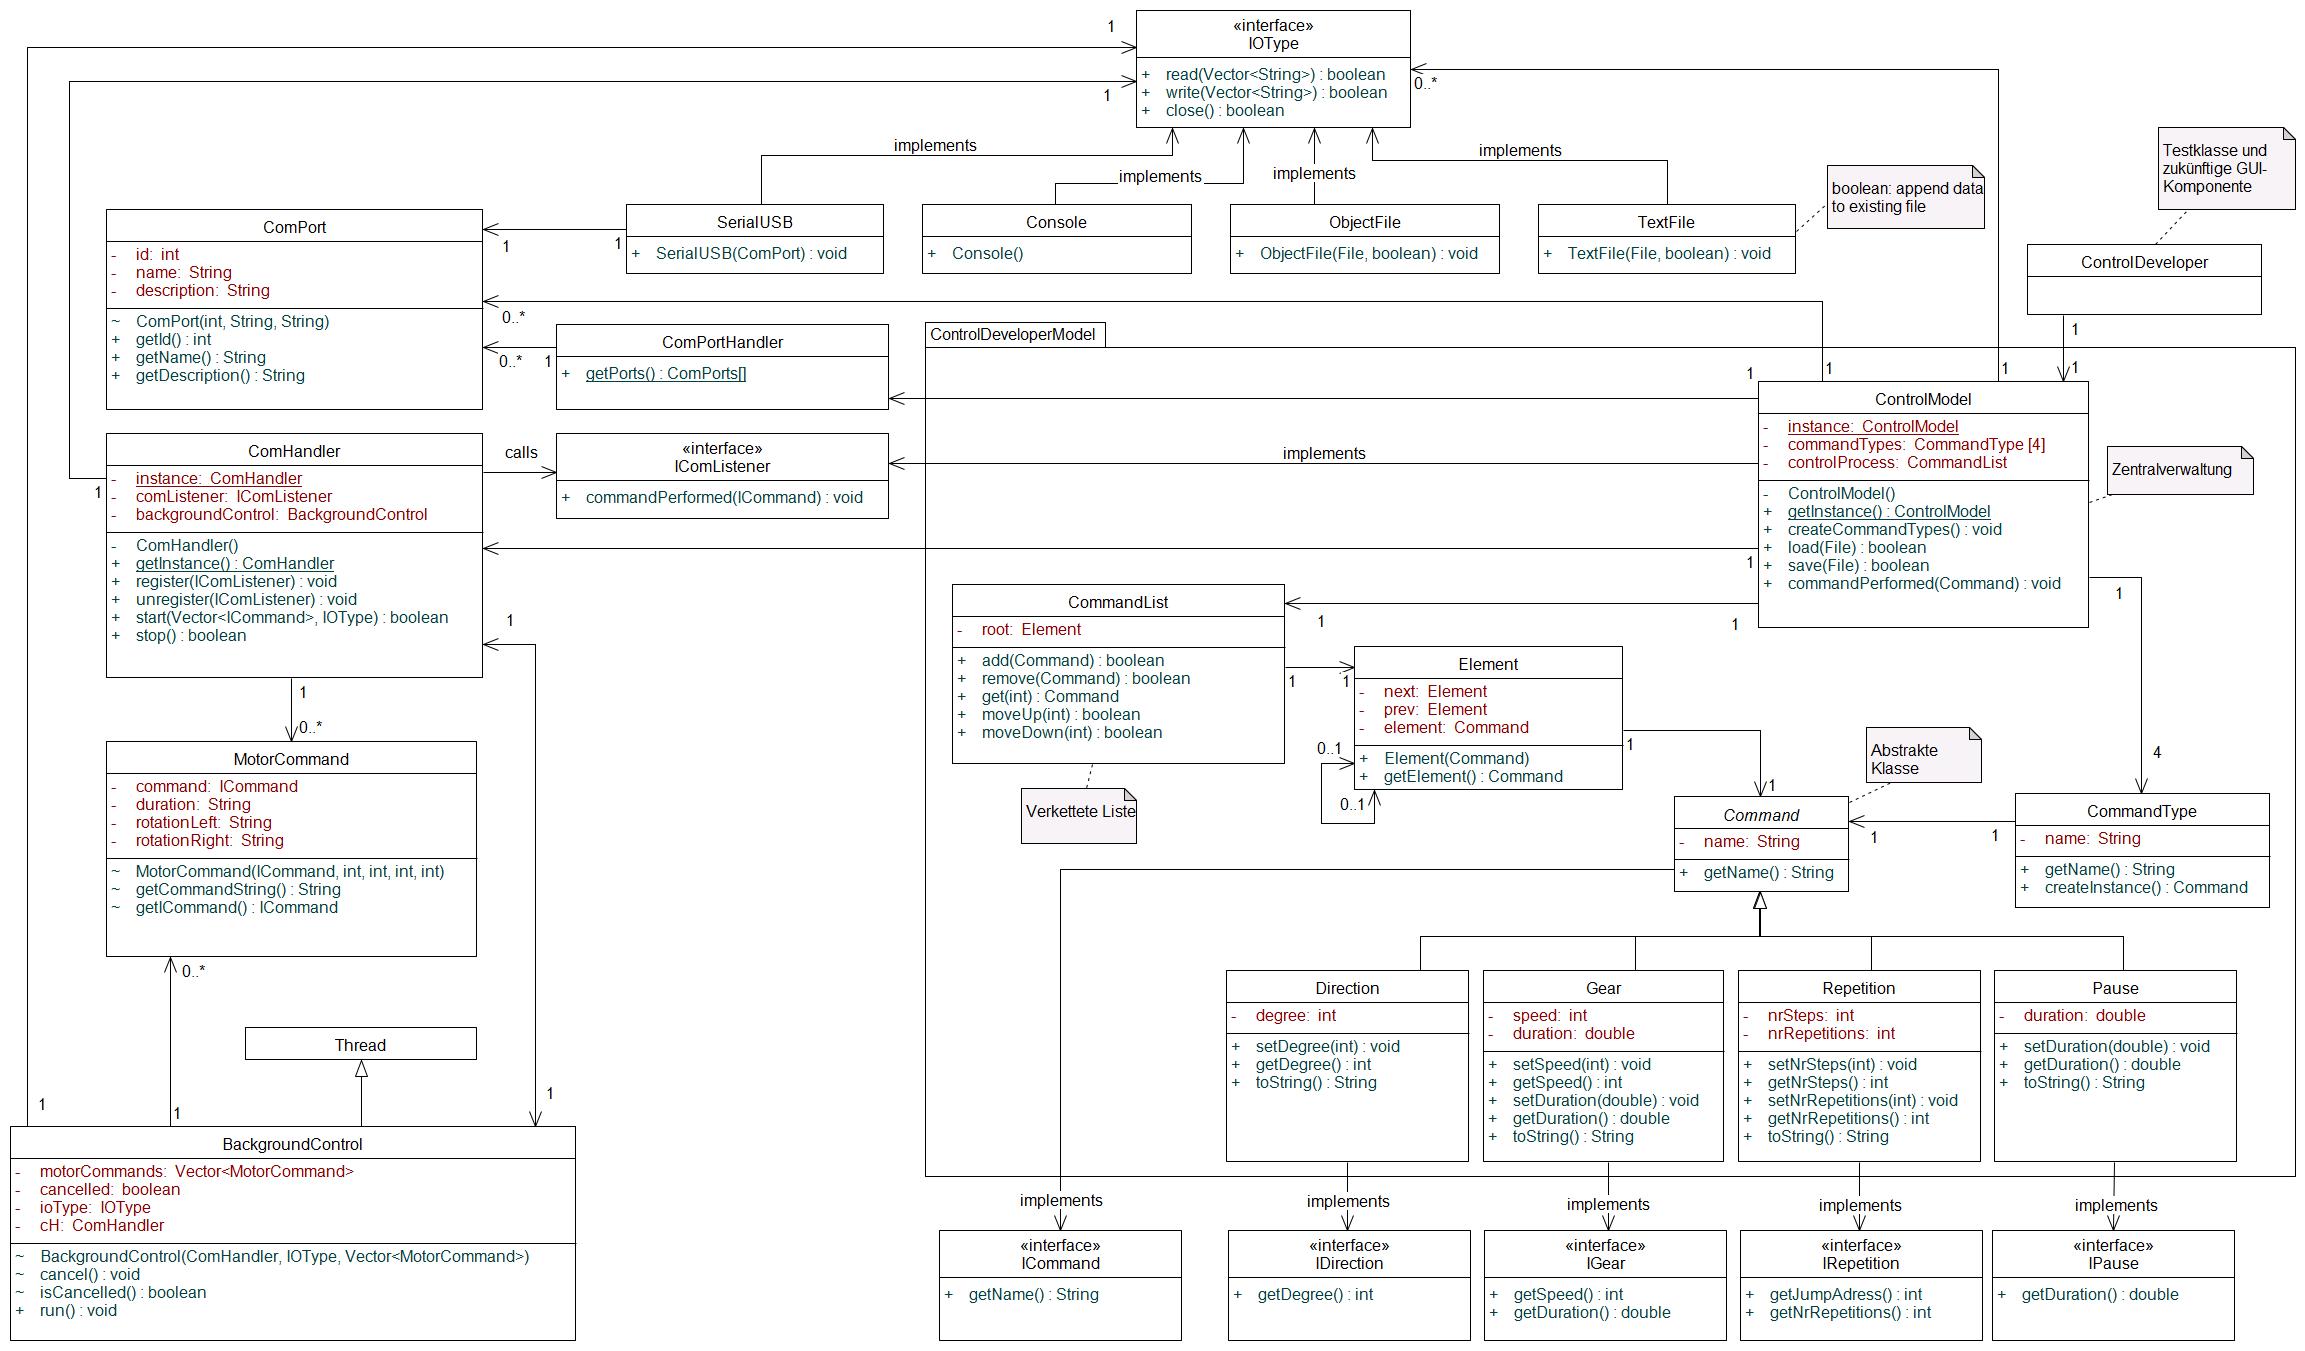 1
«interface»
IOType
+ read(Vector<String>) : boolean
+ write(Vector<String>) : boolean
+ close() : boolean
1
0..*
implements
implements
implements
implements
boolean: append data
to existing file
Testklasse und
zukünftige GUI-
Komponente
ComPort
- id: int
- name: String
- description: String
~ ComPort(int, String, String)
+ getId() : int
+ getName() : String
+ getDescription() : String
1
1
SerialUSB
+ SerialUSB(ComPort) : void
Console
+ Console()
ObjectFile
+ ObjectFile(File, boolean) : void
TextFile
+ TextFile(File, boolean) : void
ControlDeveloper
1
1
0..*
ComPortHandler
+ getPorts() : ComPorts[]
0..*
1
ControlDeveloperModel
1
1
1
ControlModel
- instance: ControlModel
- commandTypes: CommandType [4]
- controlProcess: CommandList
- ControlModel()
+ getInstance() : ControlModel
+ createCommandTypes() : void
+ load(File) : boolean
+ save(File) : boolean
+ commandPerformed(Command) : void
Zentralverwaltung
ComHandler
- instance: ComHandler
- comListener: IComListener
- backgroundControl: BackgroundControl
- ComHandler()
+ getInstance() : ComHandler
+ register(IComListener) : void
+ unregister(IComListener) : void
+ start(Vector<ICommand>, IOType) : boolean
+ stop() : boolean
1
calls
«interface»
IComListener
+ commandPerformed(ICommand) : void
implements
1
1
1
1
1
4
CommandList
- root: Element
+ add(Command) : boolean
+ remove(Command) : boolean
+ get(int) : Command
+ moveUp(int) : boolean
+ moveDown(int) : boolean
Verkettete Liste
1
1
Element
- next: Element
- prev: Element
- element: Command
+ Element(Command)
+ getElement() : Command
0..1
0..1
1
1
Abstrakte
Klasse
Command
- name: String
+ getName() : String
1
1
CommandType
- name: String
+ getName() : String
+ createInstance() : Command
1
0..*
MotorCommand
- command: ICommand
- duration: String
- rotationLeft: String
- rotationRight: String
~ MotorCommand(ICommand, int, int, int, int)
~ getCommandString() : String
~ getICommand() : ICommand
0..*
Thread
1
1
1
BackgroundControl
- motorCommands: Vector<MotorCommand>
- cancelled: boolean
- ioType: IOType
- cH: ComHandler
~ BackgroundControl(ComHandler, IOType, Vector<MotorCommand>)
~ cancel() : void
~ isCancelled() : boolean
+ run() : void
Direction
- degree: int
+ setDegree(int) : void
+ getDegree() : int
+ toString() : String
Gear
- speed: int
- duration: double
+ setSpeed(int) : void
+ getSpeed() : int
+ setDuration(double) : void
+ getDuration() : double
+ toString() : String
Repetition
- nrSteps: int
- nrRepetitions: int
+ setNrSteps(int) : void
+ getNrSteps() : int
+ setNrRepetitions(int) : void
+ getNrRepetitions() : int
+ toString() : String
Pause
- duration: double
+ setDuration(double) : void
+ getDuration() : double
+ toString() : String
implements
implements
implements
implements
implements
«interface»
ICommand
+ getName() : String
«interface»
IDirection
+ getDegree() : int
«interface»
IGear
+ getSpeed() : int
+ getDuration() : double
«interface»
IRepetition
+ getJumpAdress() : int
+ getNrRepetitions() : int
«interface»
IPause
+ getDuration() : double